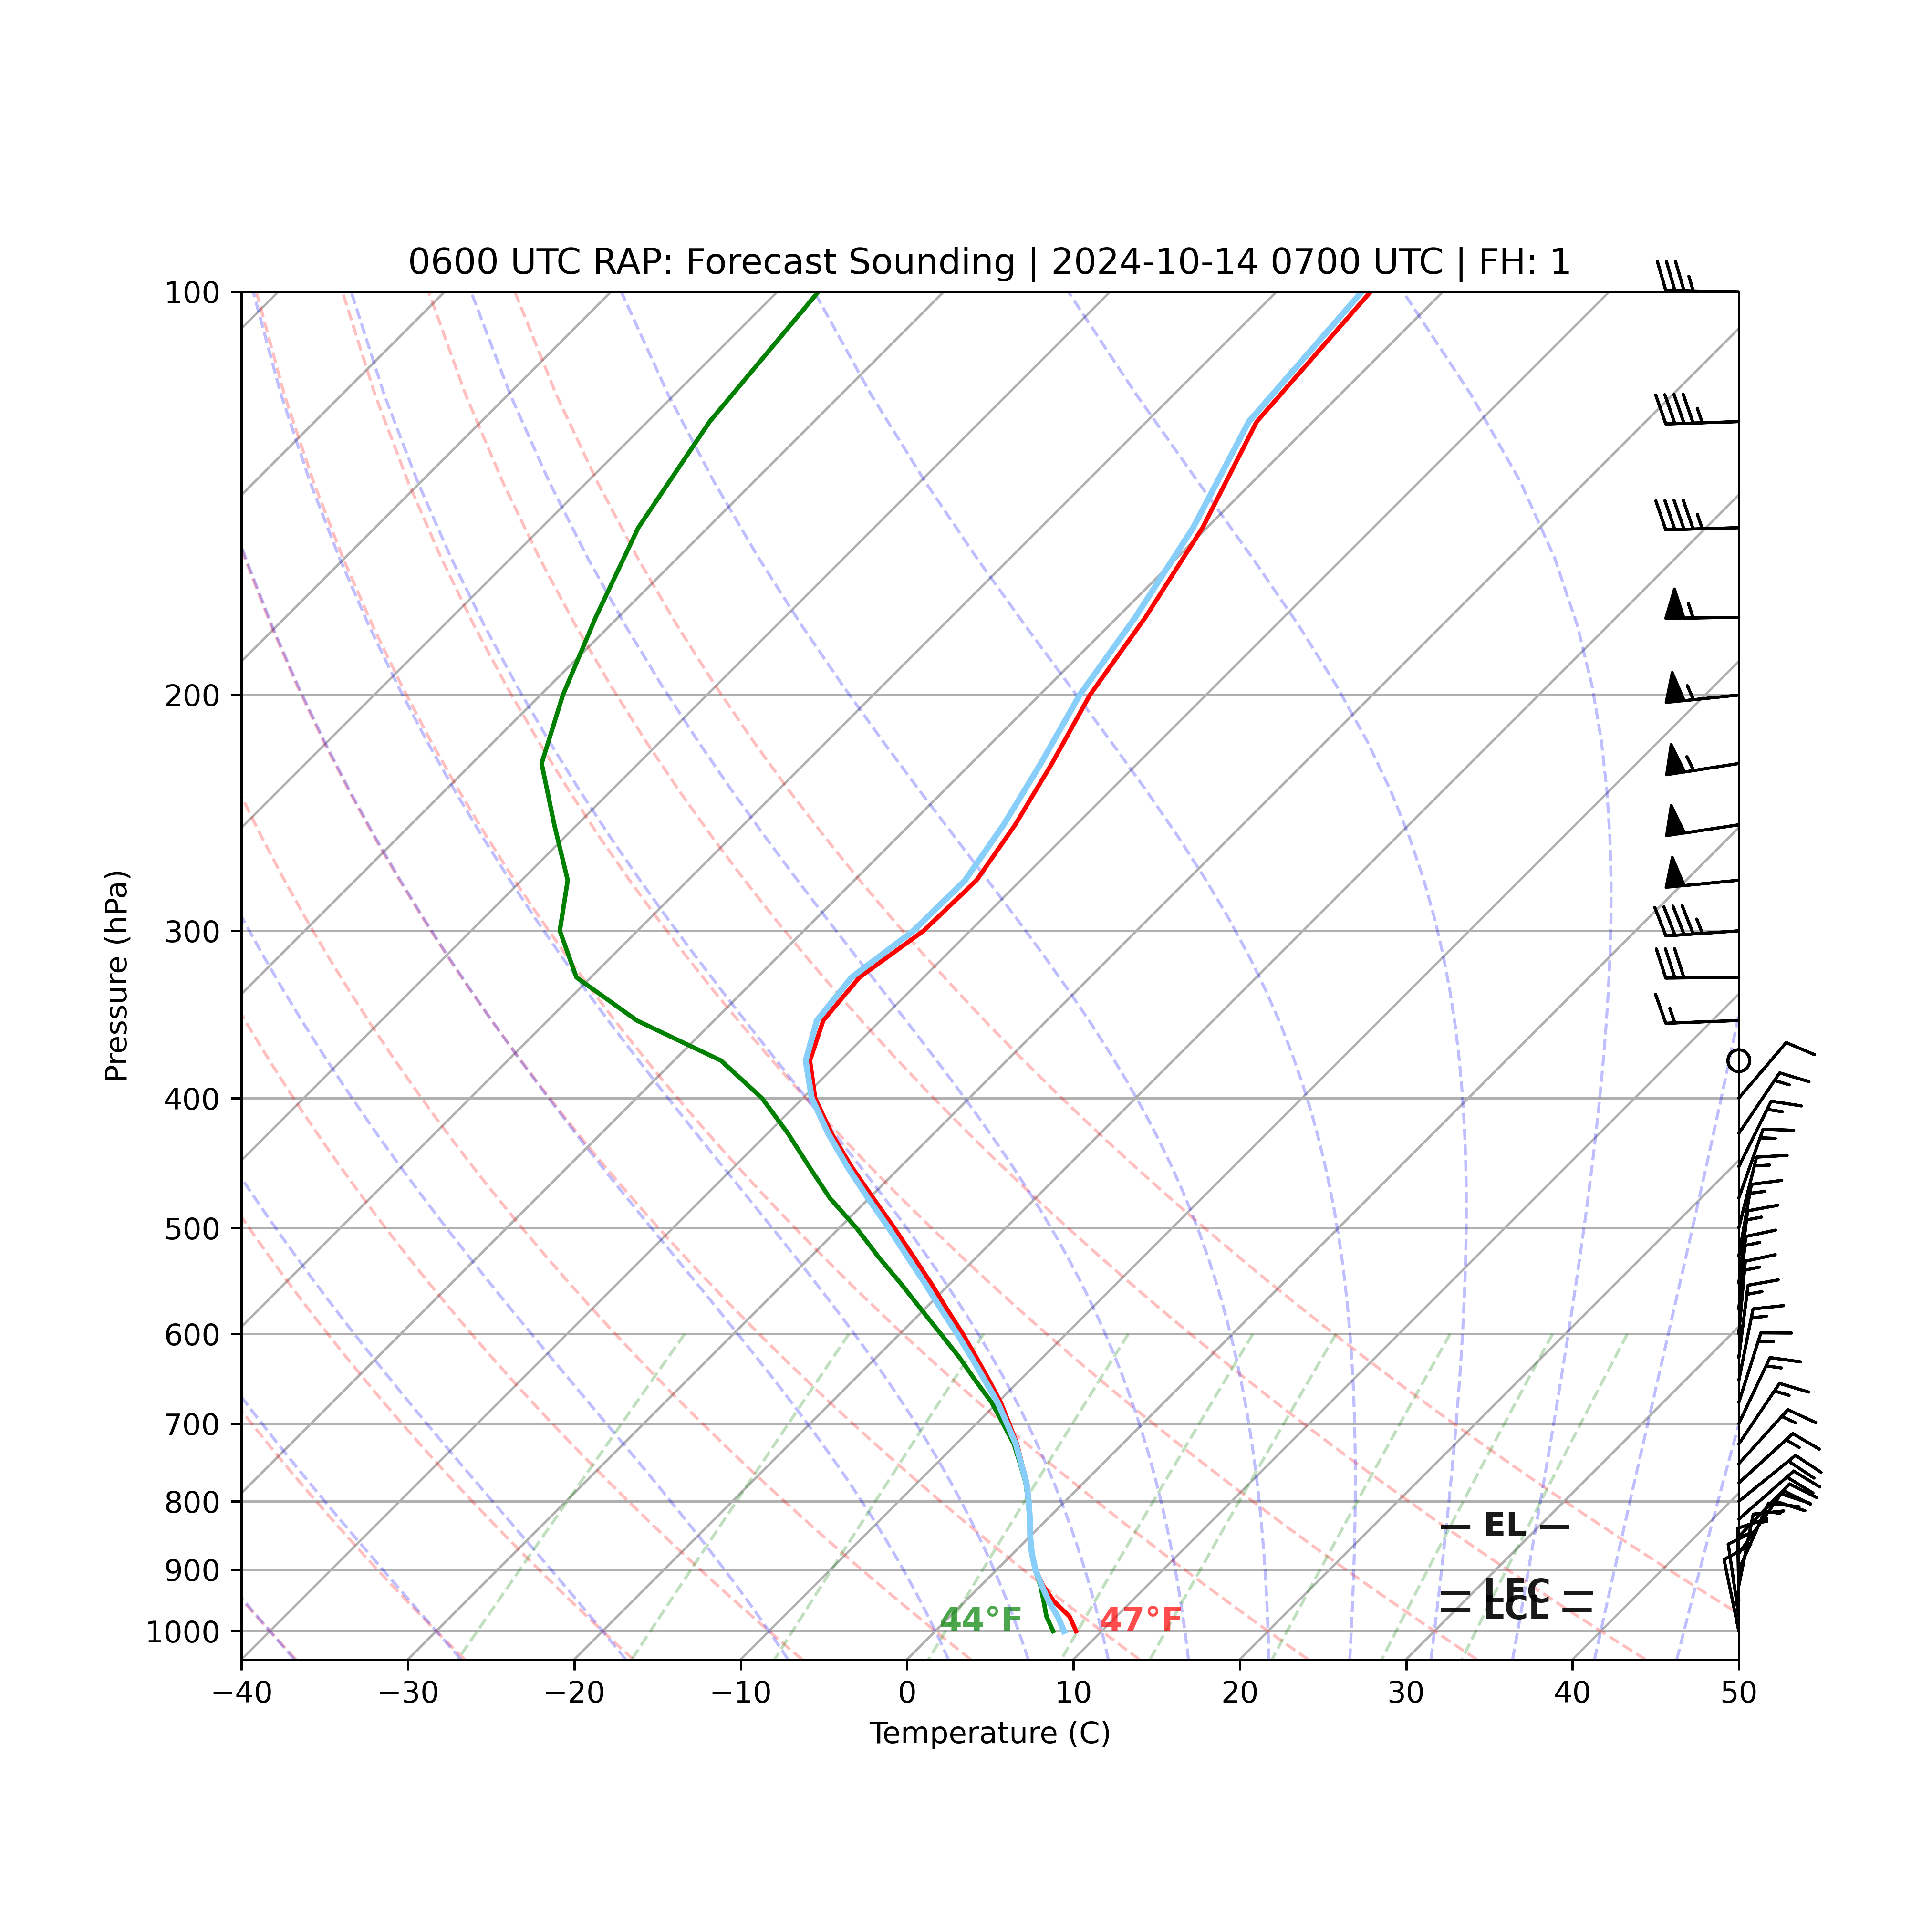 0600 UTC RAP: Forecast Sounding | 2024-10-14 0700 UTC | FH: 1
100
200
300
400
500
600
700
800
900
1000
Pressure (hPa)
— EL —
— LFC —
— LCL —
44°F
47°F
−40 −30 −20 −10 0 10 20 30 40 50
Temperature (C)